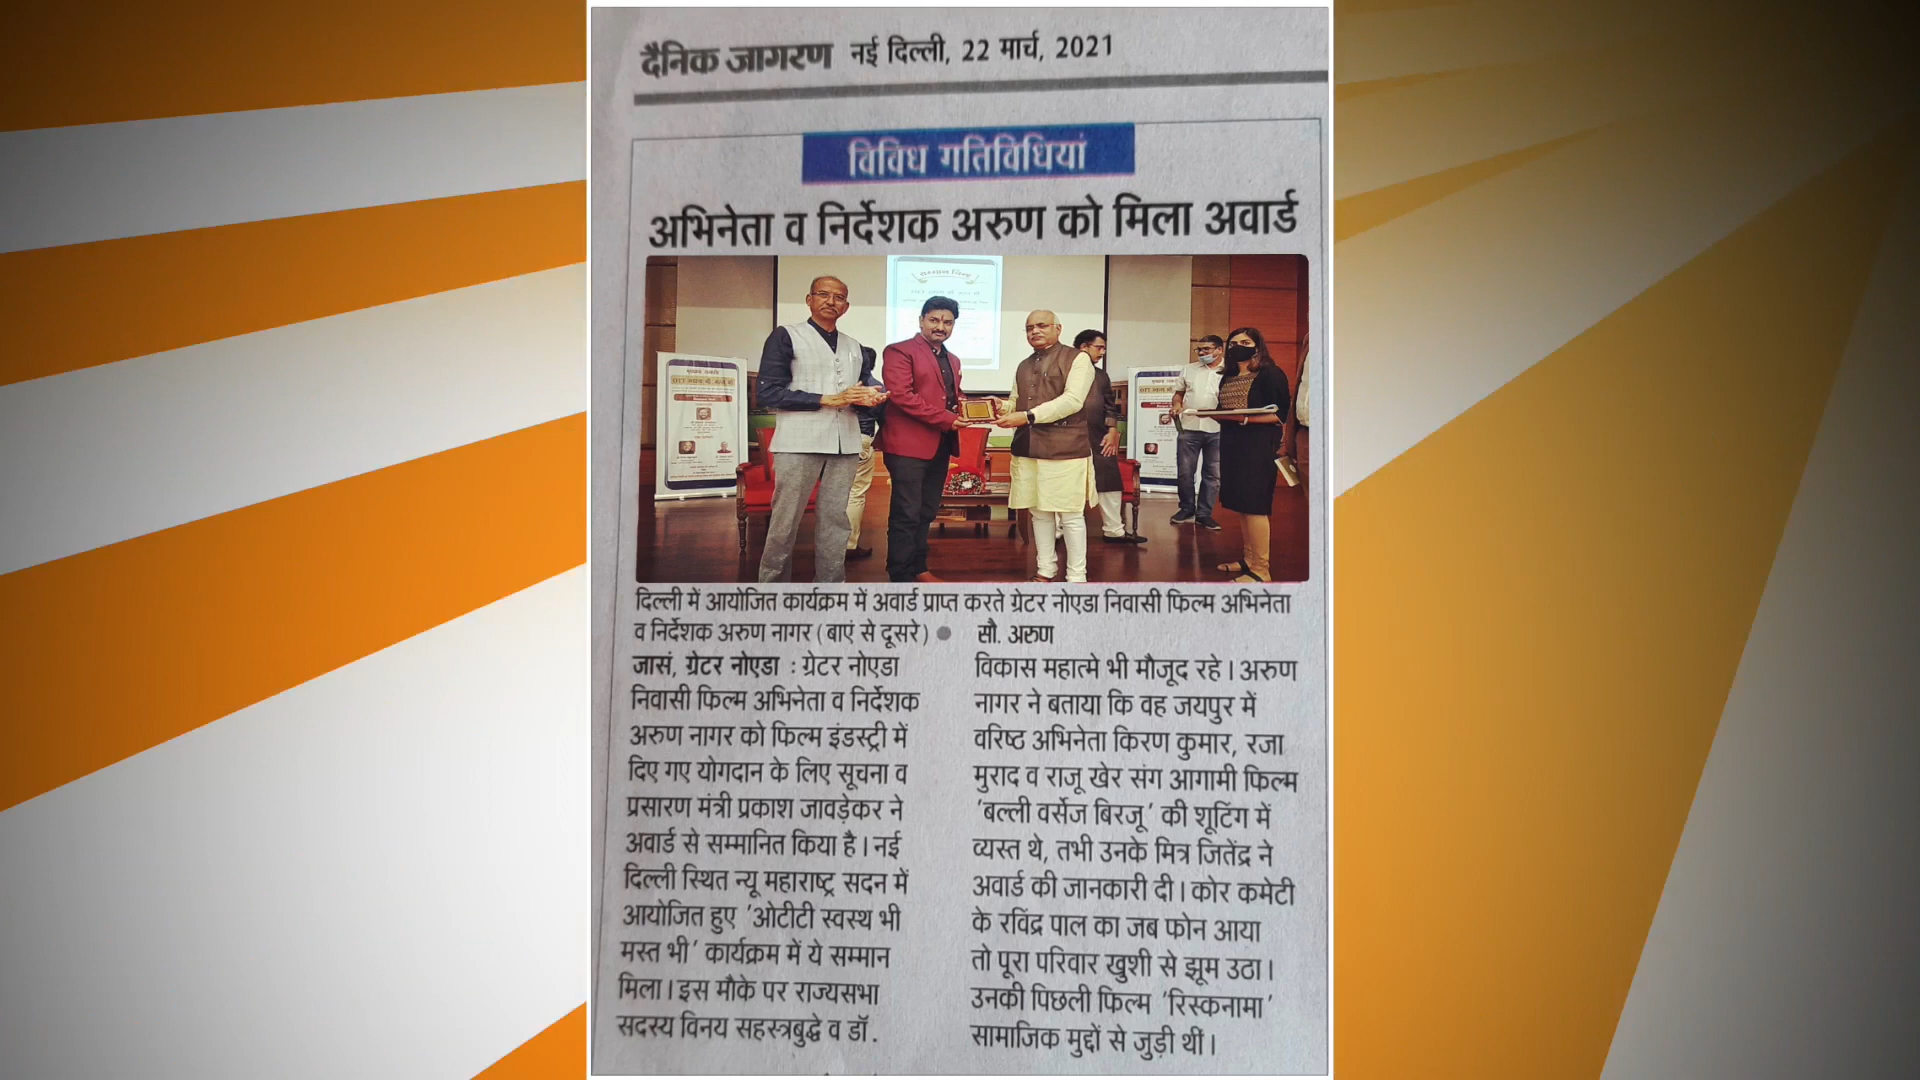 दैनिक जागरण नई दिल्ली, 22 मार्च, 2021
विविध गतिविधियां
अभिनेता व निर्देशक अरुण को मिला अवार्ड
दिल्ली में आयोजित कार्यक्रम में अवार्ड प्राप्त करते ग्रेटर नोएडा निवासी फिल्म अभिनेता
व निर्देशक अरुण नागर (बाएं से दूसरे) ● सौ. अरुण
जासं, ग्रेटर नोएडा : ग्रेटर नोएडा
निवासी फिल्म अभिनेता व निर्देशक
अरुण नागर को फिल्म इंडस्ट्री में
दिए गए योगदान के लिए सूचना व
प्रसारण मंत्री प्रकाश जावड़ेकर ने
अवार्ड से सम्मानित किया है। नई
दिल्ली स्थित न्यू महाराष्ट्र सदन में
आयोजित हुए 'ओटीटी स्वस्थ भी
मस्त भी' कार्यक्रम में ये सम्मान
मिला। इस मौके पर राज्यसभा
सदस्य विनय सहस्त्रबुद्धे व डॉ.
विकास महात्मे भी मौजूद रहे। अरुण
नागर ने बताया कि वह जयपुर में
वरिष्ठ अभिनेता किरण कुमार, रजा
मुराद व राजू खेर संग आगामी फिल्म
'बल्ली वर्सेज बिरजू' की शूटिंग में
व्यस्त थे, तभी उनके मित्र जितेंद्र ने
अवार्ड की जानकारी दी। कोर कमेटी
के रविंद्र पाल का जब फोन आया
तो पूरा परिवार खुशी से झूम उठा।
उनकी पिछली फिल्म 'रिस्कनामा'
सामाजिक मुद्दों से जुड़ी थीं।